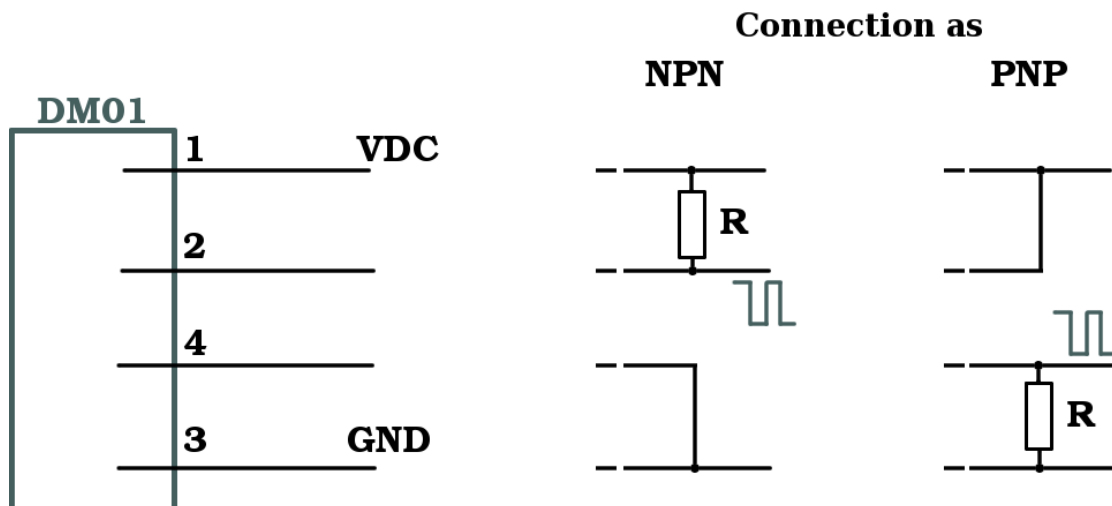 Connection as
NPN PNP
DM01
1 VDC
2
R
4
R
3 GND